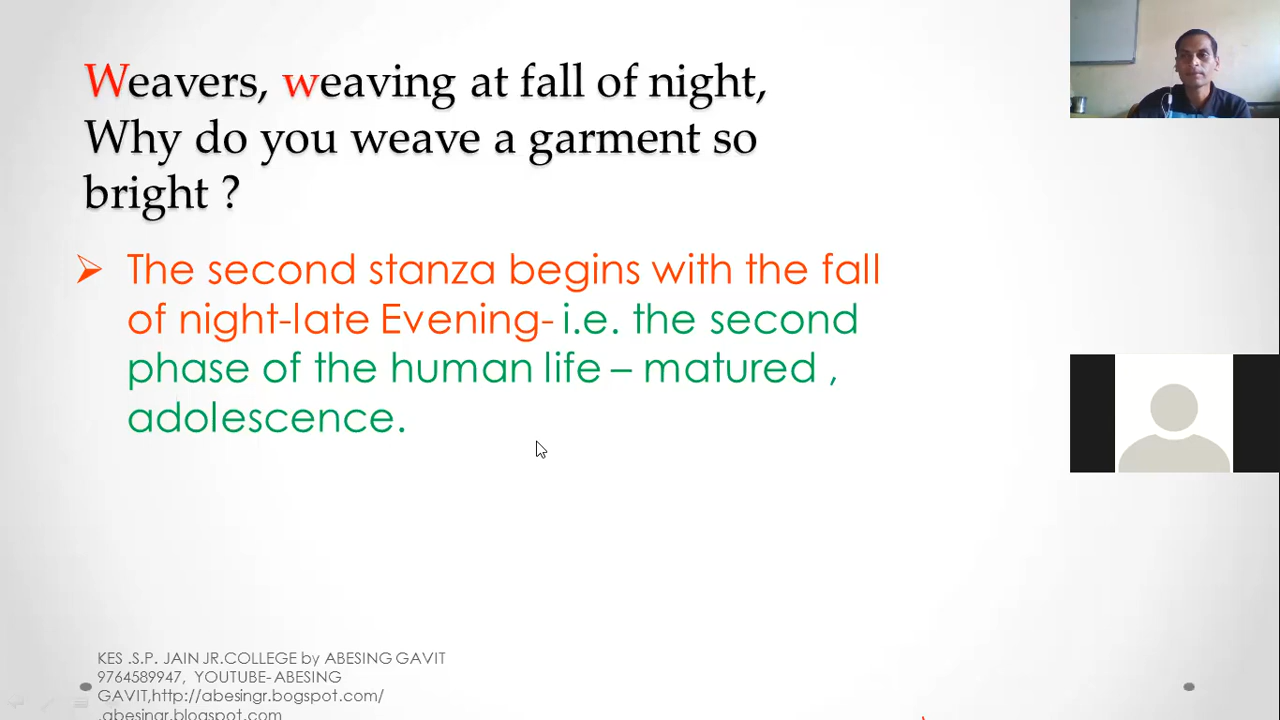 Weavers, weaving at fall of night,
Why do you weave a garment so
bright ?
The second stanza begins with the fall
of night-late Evening- i.e. the second
phase of the human life – matured ,
adolescence.
KES .S.P. JAIN JR.COLLEGE by ABESING GAVIT
9764589947, YOUTUBE- ABESING
GAVIT,http://abesingr.bogspot.com/
.abesingr.blogspot.com